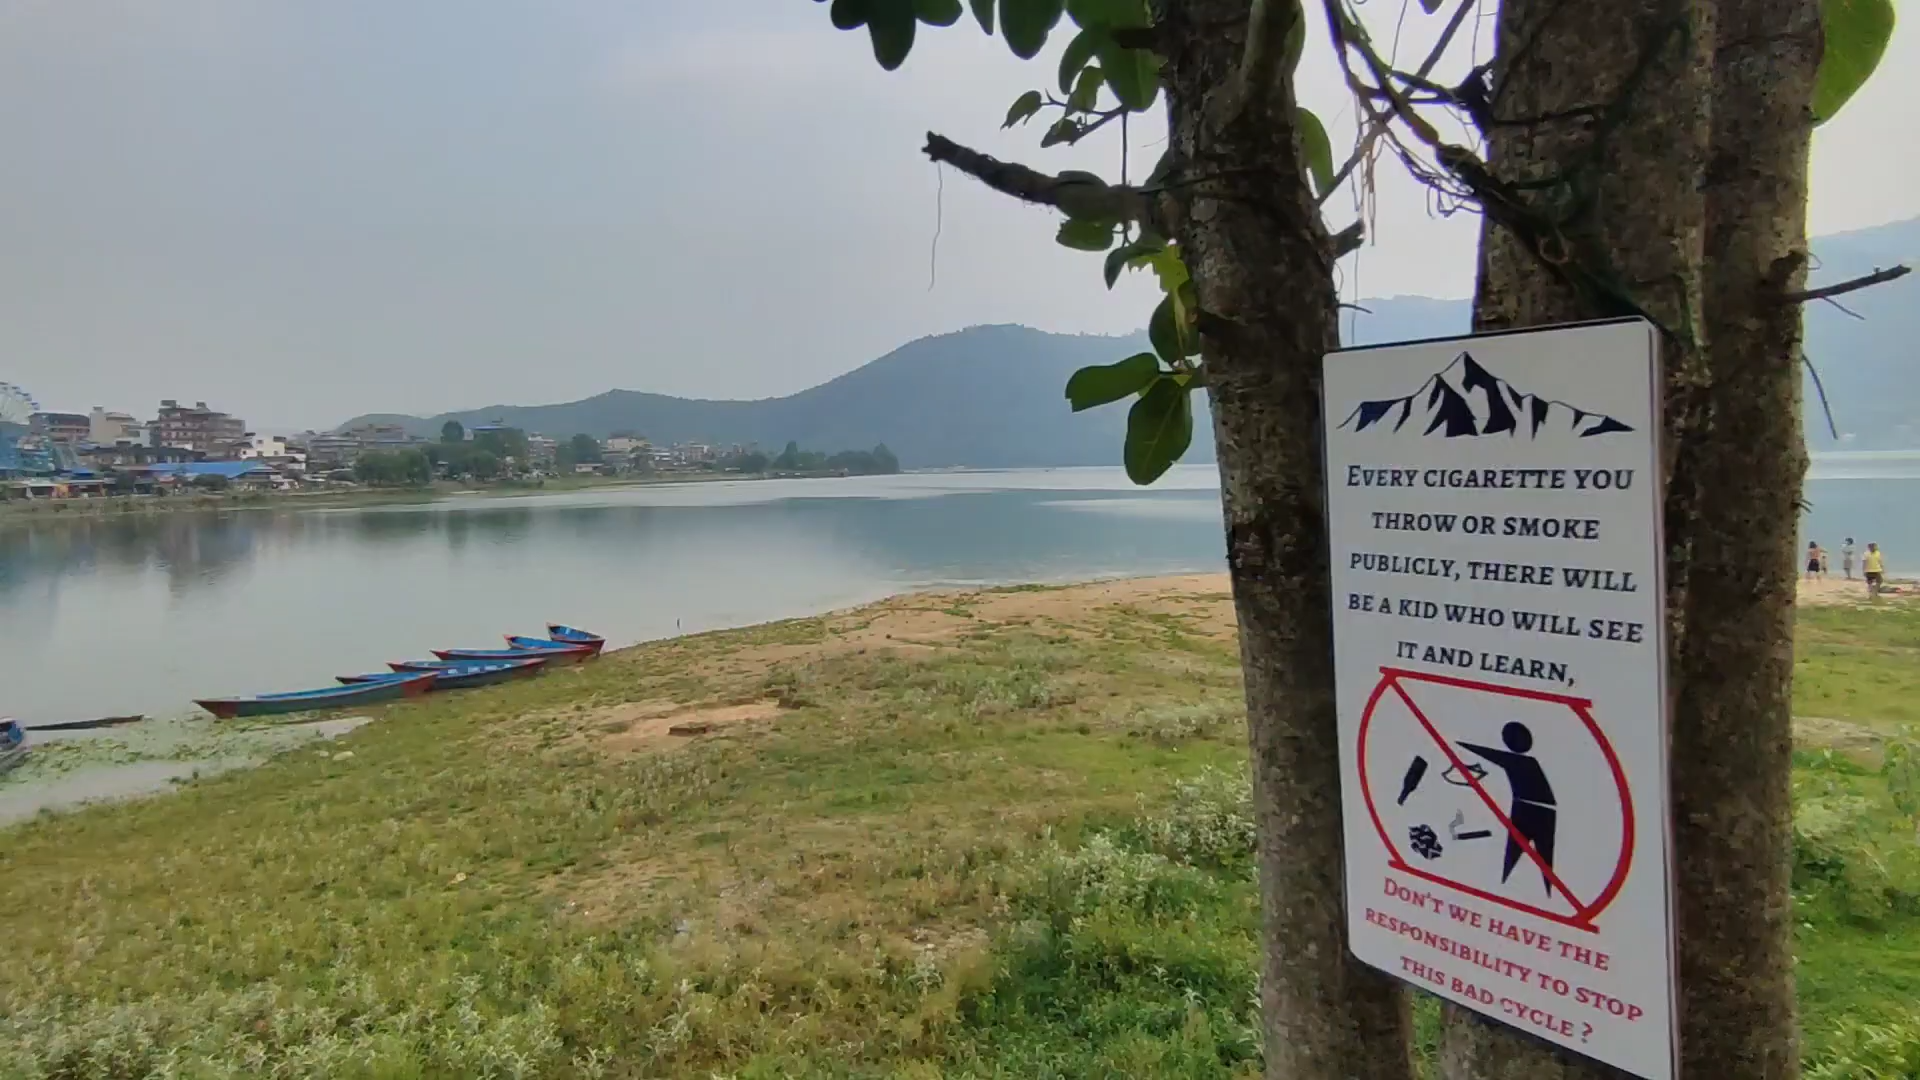 EVERY CIGARETTE YOU
THROW OR SMOKE
PUBLICLY, THERE WILL
BE A KID WHO WILL SEE
IT AND LEARN,
DON'T WE HAVE THE
RESPONSIBILITY TO STOP
THIS BAD CYCLE ?